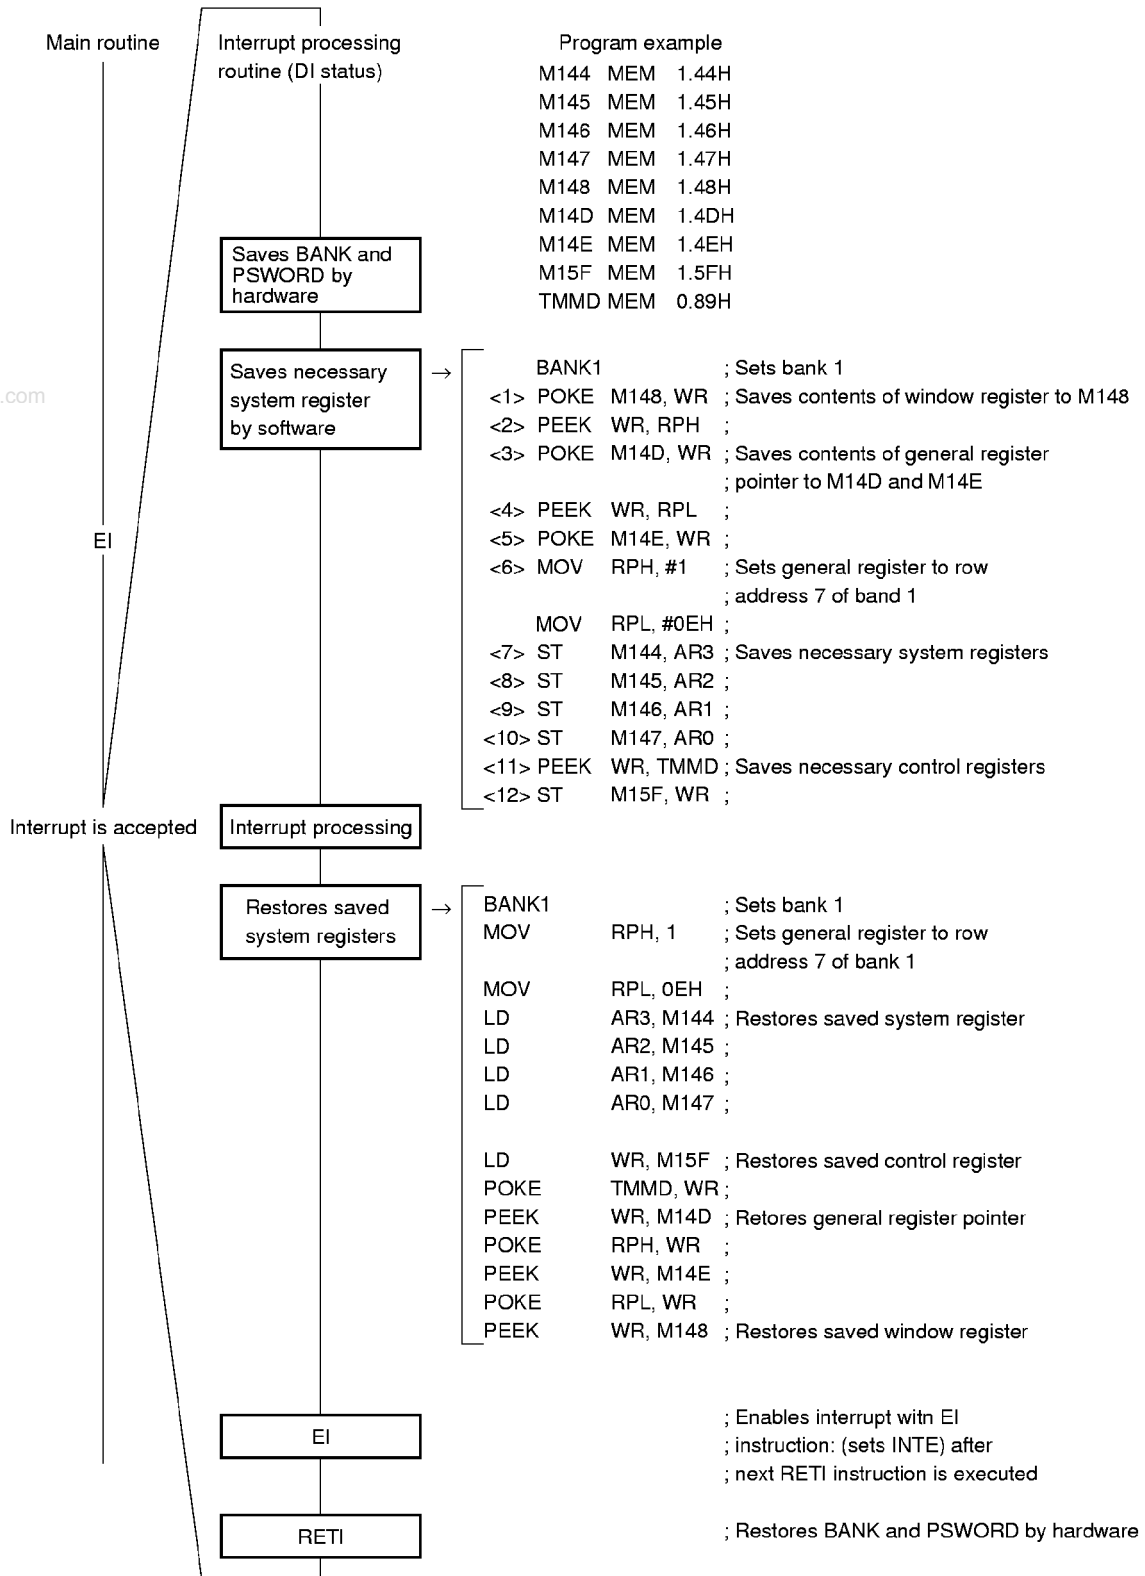 Main routine
Interrupt processing
routine (DI status)
Program example
M144 MEM 1.44H
M145 MEM 1.45H
M146 MEM 1.46H
M147 MEM 1.47H
M148 MEM 1.48H
M14D MEM 1.4DH
M14E MEM 1.4EH
M15F MEM 1.5FH
TMMD MEM 0.89H
Saves BANK and
PSWORD by
hardware
Saves necessary
system register
by software
→
BANK1 ; Sets bank 1
<1> POKE M148, WR ; Saves contents of window register to M148
<2> PEEK WR, RPH ;
<3> POKE M14D, WR ; Saves contents of general register
; pointer to M14D and M14E
<4> PEEK WR, RPL ;
<5> POKE M14E, WR ;
<6> MOV RPH, #1 ; Sets general register to row
; address 7 of band 1
MOV RPL, #0EH ;
<7> ST M144, AR3 ; Saves necessary system registers
<8> ST M145, AR2 ;
<9> ST M146, AR1 ;
<10> ST M147, AR0 ;
<11> PEEK WR, TMMD ; Saves necessary control registers
<12> ST M15F, WR ;
s.com
EI
Interrupt is accepted
Interrupt processing
Restores saved
system registers
→
BANK1 ; Sets bank 1
MOV RPH, 1 ; Sets general register to row
; address 7 of bank 1
MOV RPL, 0EH ;
LD AR3, M144 ; Restores saved system register
LD AR2, M145 ;
LD AR1, M146 ;
LD AR0, M147 ;
LD WR, M15F ; Restores saved control register
POKE TMMD, WR ;
PEEK WR, M14D ; Retores general register pointer
POKE RPH, WR ;
PEEK WR, M14E ;
POKE RPL, WR ;
PEEK WR, M148 ; Restores saved window register
EI
; Enables interrupt witn EI
; instruction: (sets INTE) after
; next RETI instruction is executed
RETI
; Restores BANK and PSWORD by hardware